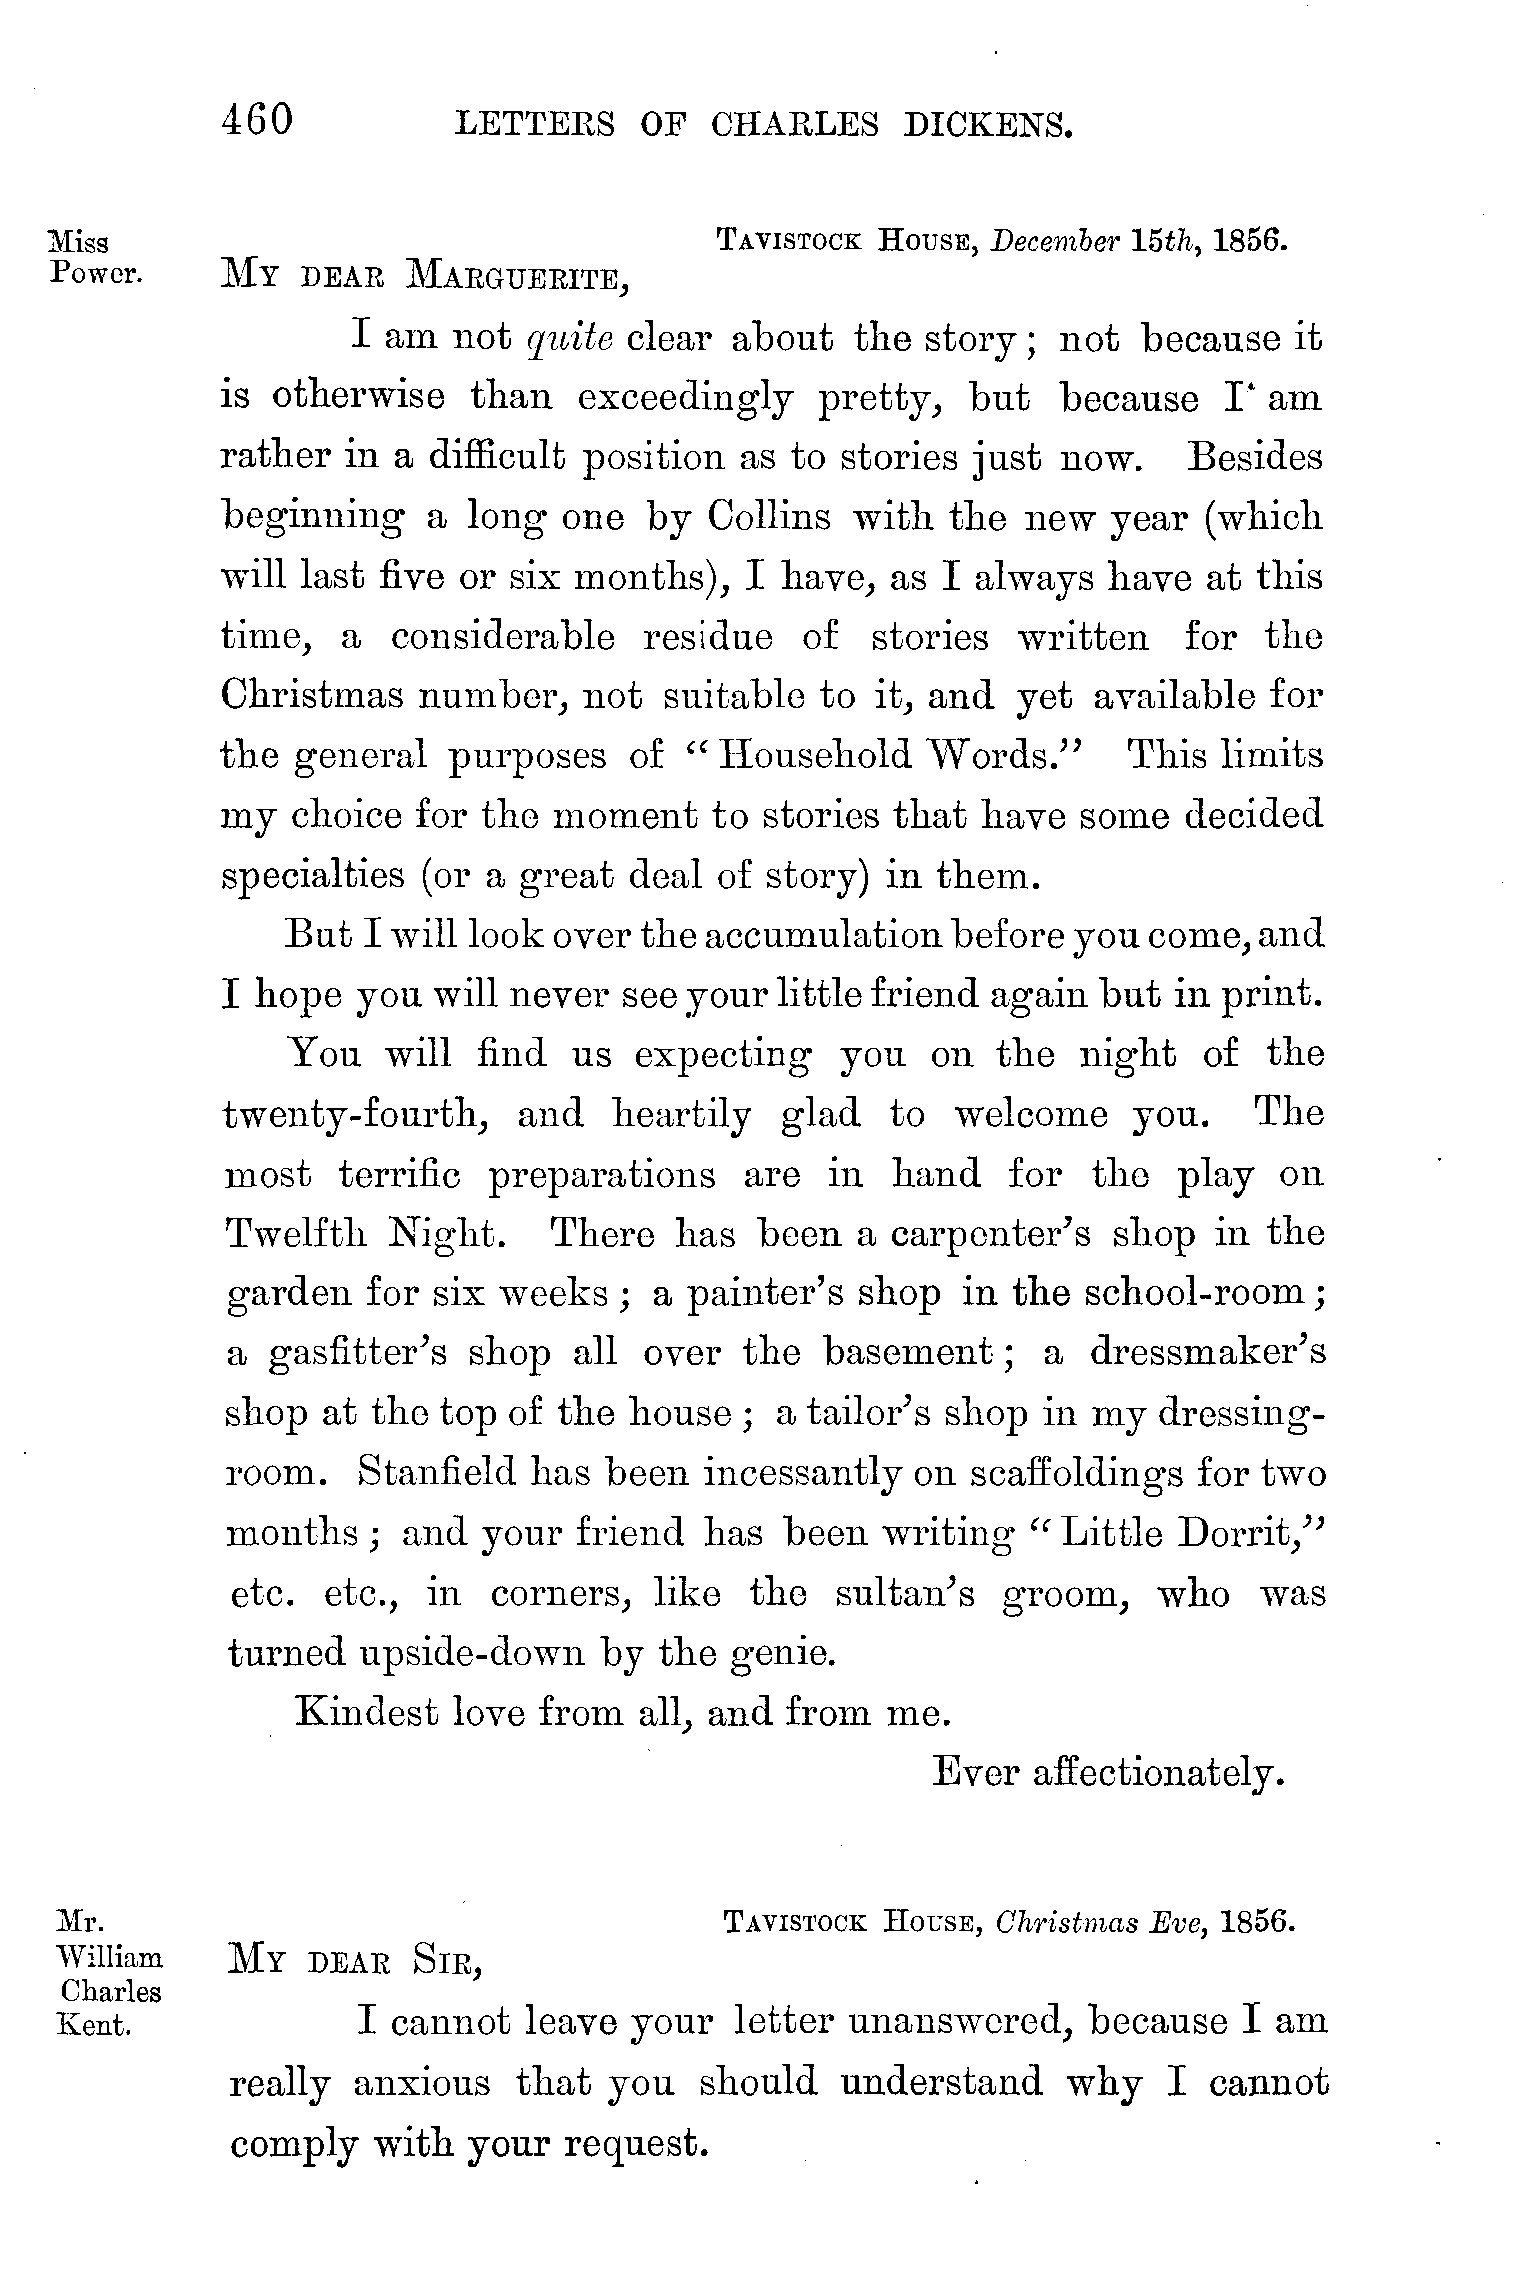 460 LETTERS OF CHARLES DICKENS.
Miss
Power.
TAVISTOCK HOUSE, December 15th, 1856.
MY DEAR MARGUERITE,
I am not quite clear about the story; not because it
is otherwise than exceedingly pretty, but because I am
rather in a difficult position as to stories just now. Besides
beginning a long one by Collins with the new year (which
will last five or six months), I have, as I always have at this
time, a considerable residue of stories written for the
Christmas number, not suitable to it, and yet available for
the general purposes of "Household Words." This limits
my choice for the moment to stories that have some decided
specialties (or a great deal of story) in them.
But I will look over the accumulation before you come, and
I hope you will never see your little friend again but in print.
You will find us expecting you on the night of the
twenty-fourth, and heartily glad to welcome you. The
most terrific preparations are in hand for the play on
Twelfth Night. There has been a carpenter's shop in the
garden for six weeks; a painter's shop in the school-room;
a gasfitter's shop all over the basement; a dressmaker's
shop at the top of the house; a tailor's shop in my dressing-
room. Stanfield has been incessantly on scaffoldings for two
months; and your friend has been writing "Little Dorrit,"
etc. etc., in corners, like the sultan's groom, who was
turned upside-down by the genie.
Kindest love from all, and from me.
Ever affectionately.
Mr.
William
Charles
Kent.
TAVISTOCK HOUSE, Christmas Eve, 1856.
MY DEAR SIR,
I cannot leave your letter unanswered, because I am
really anxious that you should understand why I cannot
comply with your request.